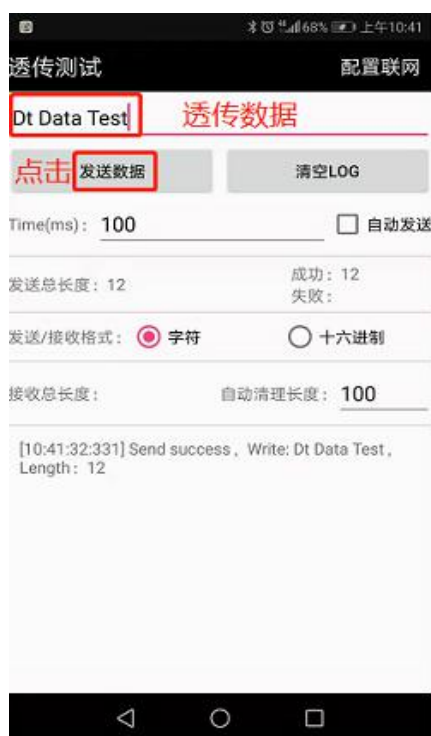 68% 上午10:41
透传测试 配置联网
Dt Data Test 透传数据
点击 发送数据 清空LOG
Time(ms)： 100 自动发送
发送总长度：12 成功：12
失败：
发送/接收格式： 字符 十六进制
接收总长度： 自动清理长度： 100
[10:41:32:331] Send success，Write: Dt Data Test，
Length：12